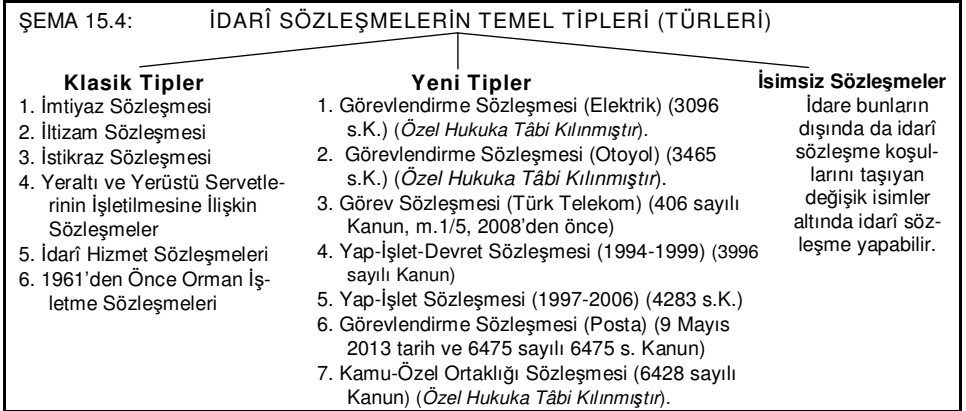 ŞEMA 15.4: İDARÎ SÖZLEŞMELERİN TEMEL TİPLERİ (TÜRLERİ)
Klasik Tipler
1. İmtiyaz Sözleşmesi
2. İltizam Sözleşmesi
3. İstikraz Sözleşmesi
4. Yeraltı ve Yerüstü Servetle-
rinin İşletilmesine İlişkin
Sözleşmeler
5. İdarî Hizmet Sözleşmeleri
6. 1961’den Önce Orman İş-
letme Sözleşmeleri
Yeni Tipler
1. Görevlendirme Sözleşmesi (Elektrik) (3096
s.K.) (Özel Hukuka Tâbi Kılınmıştır).
2. Görevlendirme Sözleşmesi (Otoyol) (3465
s.K.) (Özel Hukuka Tâbi Kılınmıştır).
3. Görev Sözleşmesi (Türk Telekom) (406 sayılı
Kanun, m.1/5, 2008’den önce)
4. Yap-İşlet-Devret Sözleşmesi (1994-1999) (3996
sayılı Kanun)
5. Yap-İşlet Sözleşmesi (1997-2006) (4283 s.K.)
6. Görevlendirme Sözleşmesi (Posta) (9 Mayıs
2013 tarih ve 6475 sayılı 6475 s. Kanun)
7. Kamu-Özel Ortaklığı Sözleşmesi (6428 sayılı
Kanun) (Özel Hukuka Tâbi Kılınmıştır).
İsimsiz Sözleşmeler
İdare bunların
dışında da idarî
sözleşme koşul-
larını taşıyan
değişik isimler
altında idarî söz-
leşme yapabilir.